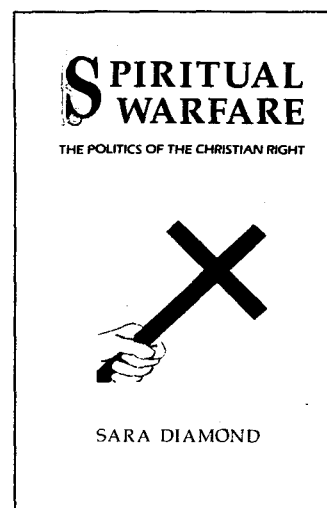 SPIRITUAL
WARFARE
THE POLITICS OF THE CHRISTIAN RIGHT
SARA DIAMOND